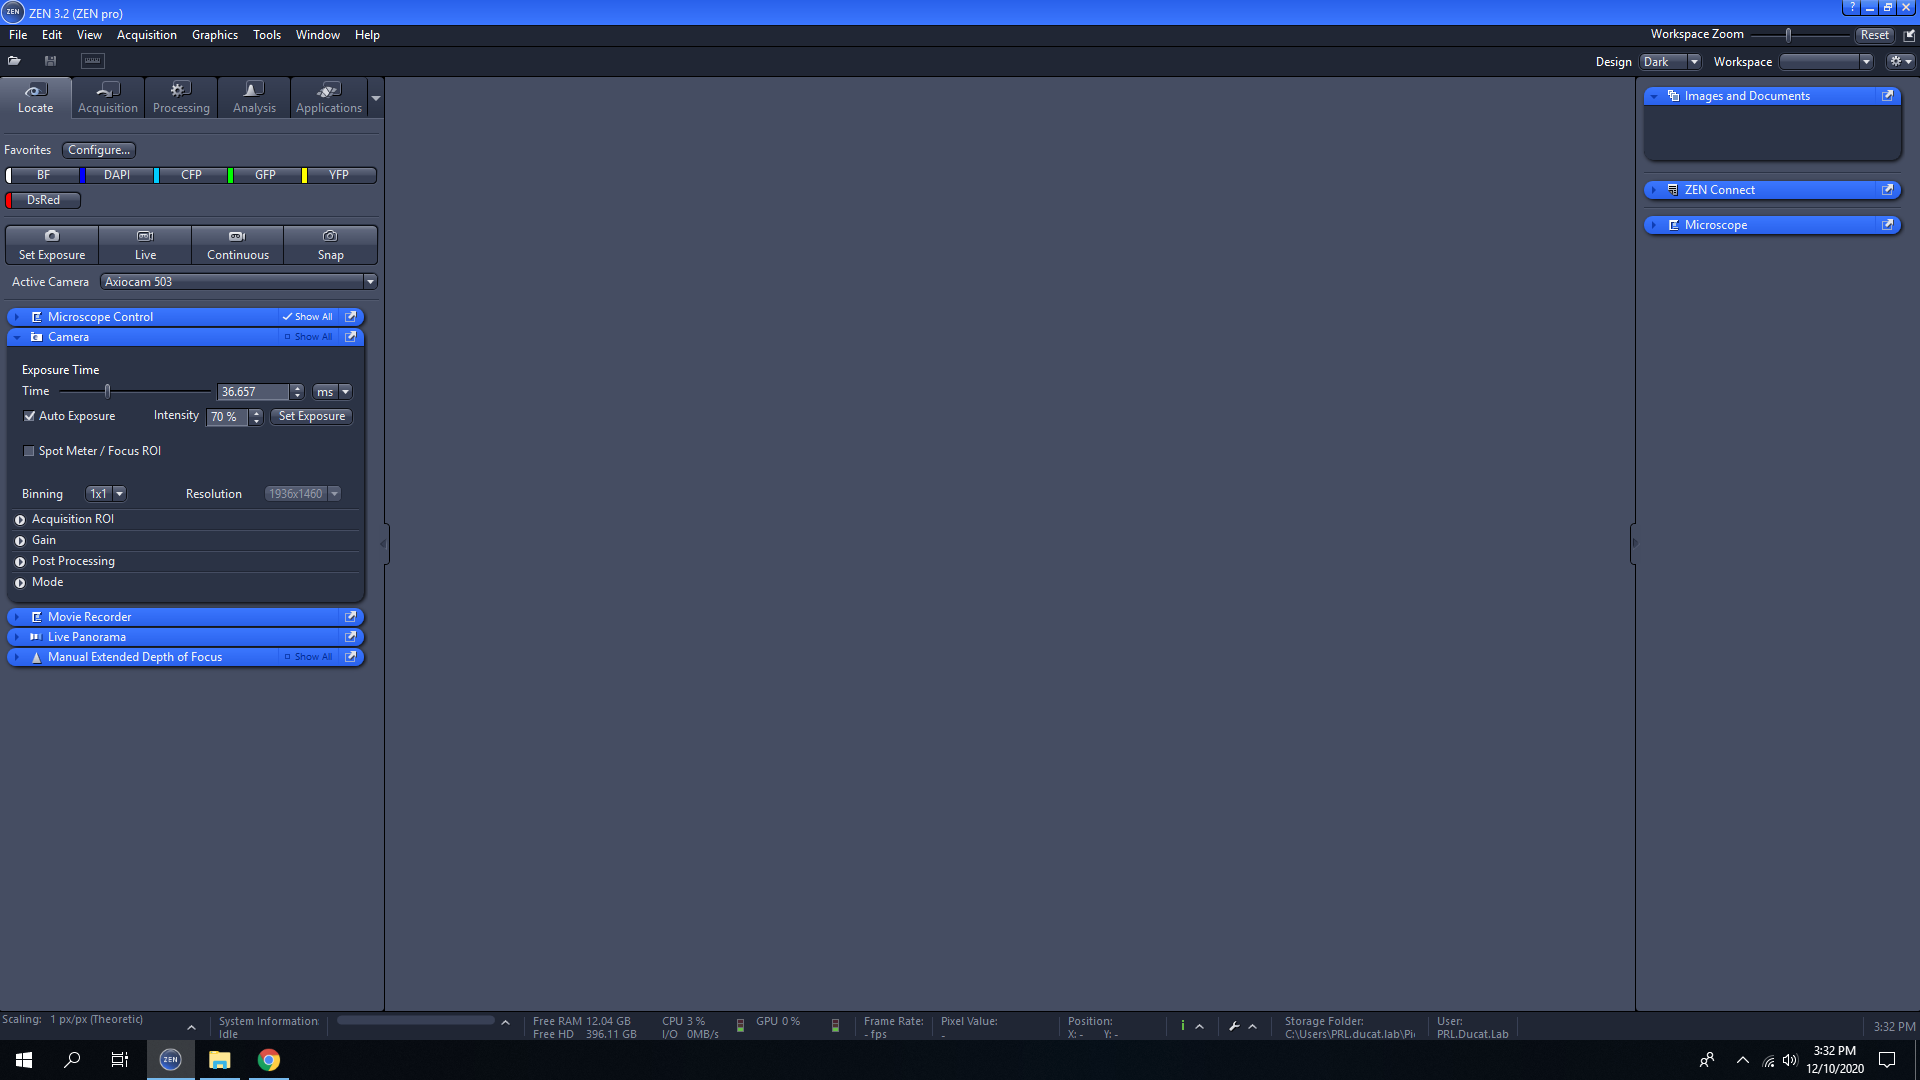 ZEN 3.2 (ZEN pro)
File Edit View Acquisition Graphics Tools Window Help
Workspace Zoom Reset
Design Dark Workspace
Locate Acquisition Processing Analysis Applications
Favorites Configure...
BF DAPI CFP GFP YFP
DsRed
Set Exposure Live Continuous Snap
Active Camera Axiocam 503
Microscope Control Show All
Camera Show All
Exposure Time
Time 36.657 ms
Auto Exposure Intensity 70 % Set Exposure
Spot Meter / Focus ROI
Binning 1x1 Resolution 1936x1460
Acquisition ROI
Gain
Post Processing
Mode
Movie Recorder
Live Panorama
Manual Extended Depth of Focus Show All
Images and Documents
ZEN Connect
Microscope
Scaling: 1 px/px (Theoretic)
System Information:
Idle
Free RAM 12.04 GB
Free HD 396.11 GB
CPU 3 %
I/O 0MB/s
GPU 0 %
Frame Rate:
- fps
Pixel Value:
-
Position:
X: - Y: -
i
Storage Folder:
C:\Users\PRL.ducat.lab\Pi
User:
PRL.Ducat.Lab
3:32 PM
ZEN
3:32 PM
12/10/2020